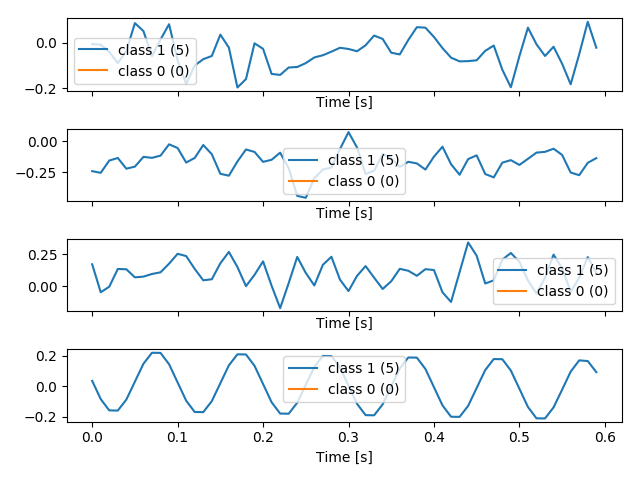 0.0
−0.2
class 1 (5)
class 0 (0)
Time [s]
0.00
−0.25
class 1 (5)
class 0 (0)
Time [s]
0.25
0.00
class 1 (5)
class 0 (0)
Time [s]
0.2
0.0
−0.2
class 1 (5)
class 0 (0)
0.0 0.1 0.2 0.3 0.4 0.5 0.6
Time [s]